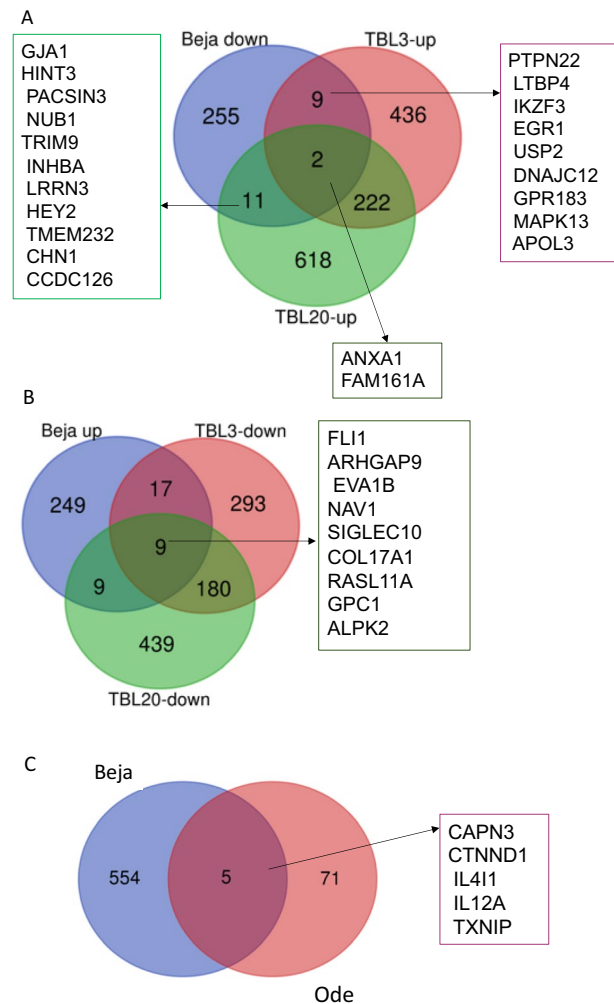 A
Beja down
TBL3-up
GJA1
HINT3
PACSIN3
NUB1
TRIM9
INHBA
LRRN3
HEY2
TMEM232
CHN1
CCDC126
255
9
436
2
11
222
618
TBL20-up
PTPN22
LTBP4
IKZF3
EGR1
USP2
DNAJC12
GPR183
MAPK13
APOL3
ANXA1
FAM161A
B
Beja up
TBL3-down
249
17
293
9
9
180
439
TBL20-down
FLI1
ARHGAP9
EVA1B
NAV1
SIGLEC10
COL17A1
RASL11A
GPC1
ALPK2
C
Beja
554
5
71
Ode
CAPN3
CTNND1
IL4I1
IL12A
TXNIP